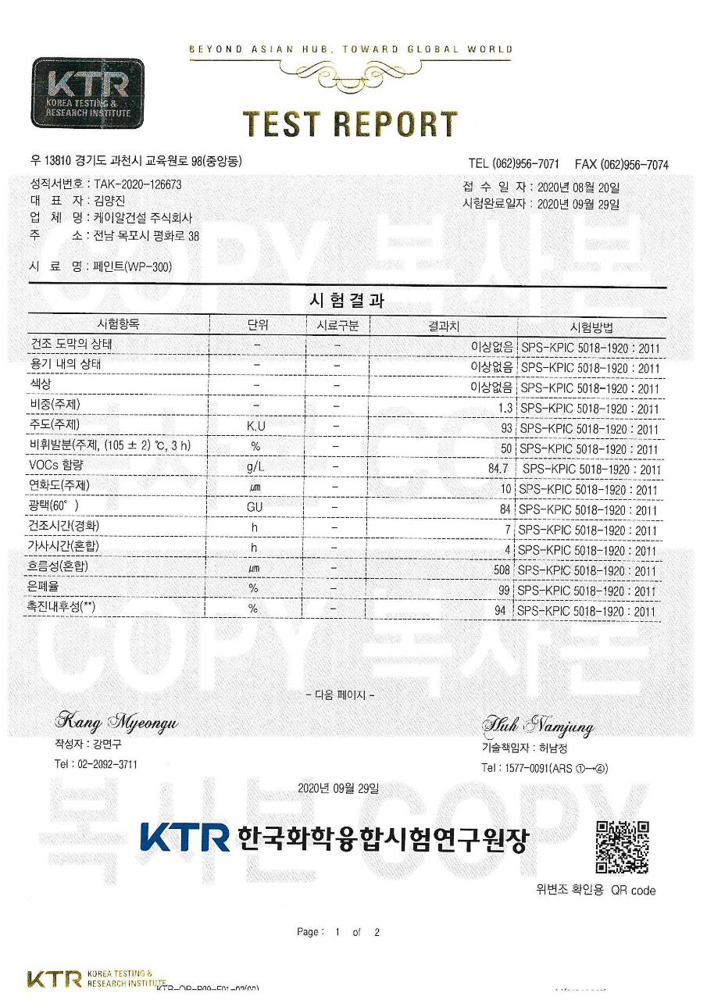 BEYOND ASIAN HUB, TOWARD GLOBAL WORLD
KTR
KOREA TESTING &
RESEARCH INSTITUTE
TEST REPORT
우 13810 경기도 과천시 교육원로 98(중앙동)
TEL (062)956-7071 FAX (062)956-7074
성적서번호 : TAK-2020-126673
접 수 일 자 : 2020년 08월 20일
대 표 자 : 김양진
시험완료일자 : 2020년 09월 29일
업 체 명 : 케이알건설 주식회사
주 소 : 전남 목포시 평화로 38
시 료 명 : 페인트(WP-300)
COPY 복사본
시 험 결 과
시험항목 단위 시료구분 결과치 시험방법
건조 도막의 상태 - - 이상없음 SPS-KPIC 5018-1920 : 2011
용기 내의 상태 - - 이상없음 SPS-KPIC 5018-1920 : 2011
색상 - - 이상없음 SPS-KPIC 5018-1920 : 2011
비중(주제) - - 1.3 SPS-KPIC 5018-1920 : 2011
주도(주제) K.U - 93 SPS-KPIC 5018-1920 : 2011
비휘발분(주제, (105 ± 2) ℃, 3 h) % - 50 SPS-KPIC 5018-1920 : 2011
VOCs 함량 g/L - 84.7 SPS-KPIC 5018-1920 : 2011
연화도(주제) ㎛ - 10 SPS-KPIC 5018-1920 : 2011
광택(60° ) GU - 84 SPS-KPIC 5018-1920 : 2011
건조시간(경화) h - 7 SPS-KPIC 5018-1920 : 2011
가사시간(혼합) h - 4 SPS-KPIC 5018-1920 : 2011
흐름성(혼합) ㎛ - 508 SPS-KPIC 5018-1920 : 2011
은폐율 % - 99 SPS-KPIC 5018-1920 : 2011
촉진내후성(**) % - 94 SPS-KPIC 5018-1920 : 2011
복사본 COPY
COPY 복사본
- 다음 페이지 -
Kang Myeongu
Huh Namjung
작성자 : 강면구
기술책임자 : 허남정
Tel : 02-2092-3711
Tel : 1577-0091(ARS ①→④)
2020년 09월 29일
복사본 COPY
KTR 한국화학융합시험연구원장
위변조 확인용 QR code
Page : 1 of 2
KTR KOREA TESTING &
RESEARCH INSTITUTE